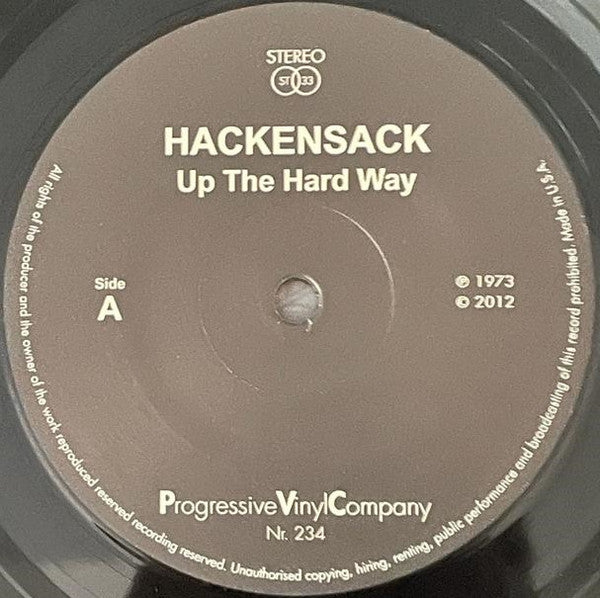 STEREO
ST 33
HACKENSACK
Up The Hard Way
Side
A
℗ 1973
© 2012
ProgressiveVinylCompany
Nr. 234
All rights of the producer and the owner of the work reproduced reserved recording reserved. Unauthorised copying, hiring, renting, public performance and broadcasting of this record prohibited. Made in U.S.A.